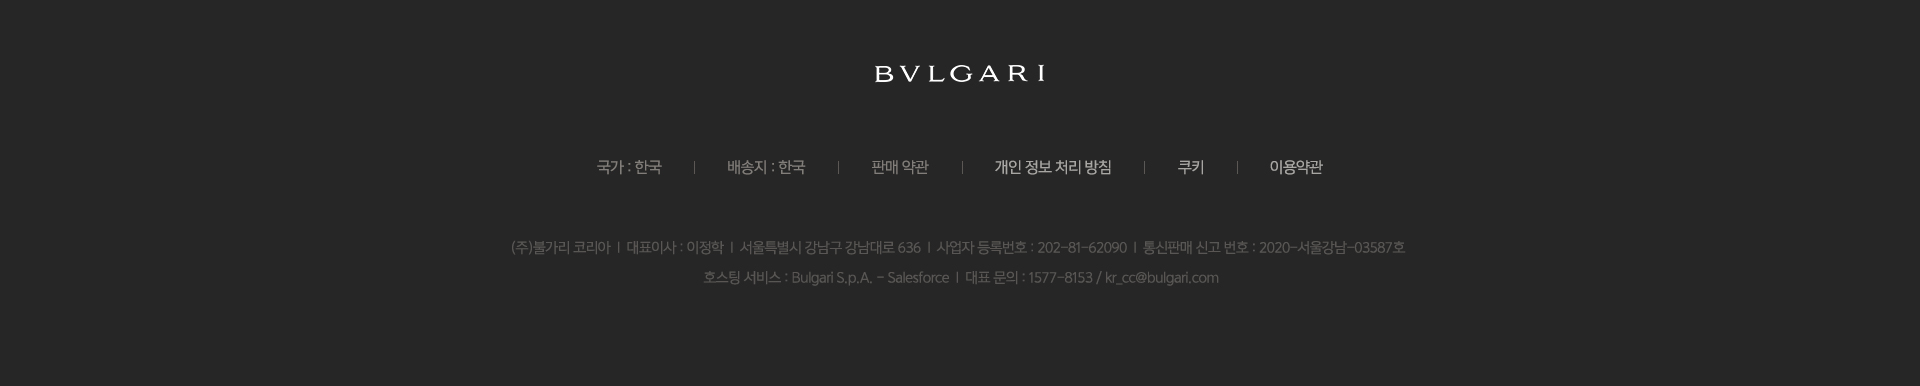 BVLGARI
국가 : 한국 | 배송지 : 한국 | 판매 약관 | 개인 정보 처리 방침 | 쿠키 | 이용약관
(주)불가리 코리아 | 대표이사 : 이정학 | 서울특별시 강남구 강남대로 636 | 사업자 등록번호 : 202-81-62090 | 통신판매 신고 번호 : 2020-서울강남-03587호
호스팅 서비스 : Bulgari S.p.A. - Salesforce | 대표 문의 : 1577-8153 / kr_cc@bulgari.com